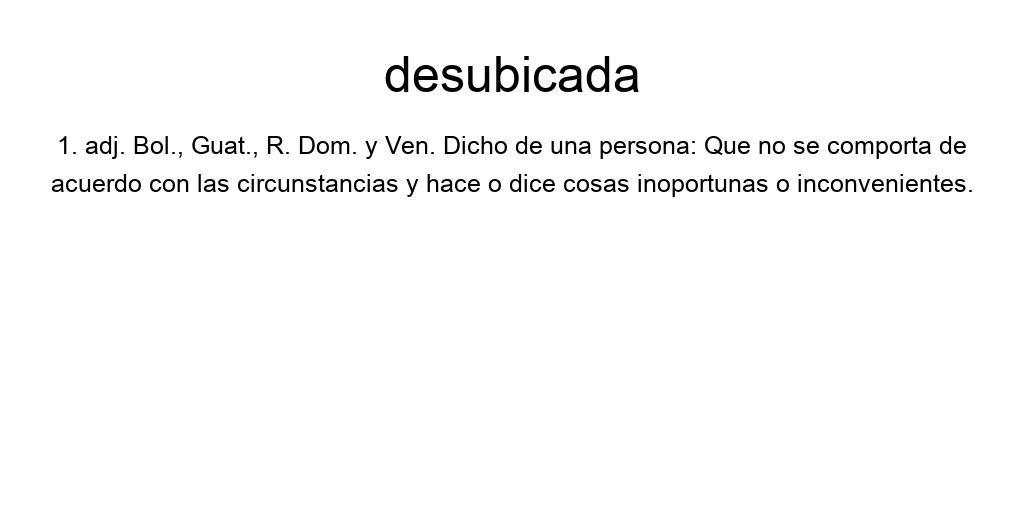 desubicada
1. adj. Bol., Guat., R. Dom. y Ven. Dicho de una persona: Que no se comporta de
acuerdo con las circunstancias y hace o dice cosas inoportunas o inconvenientes.